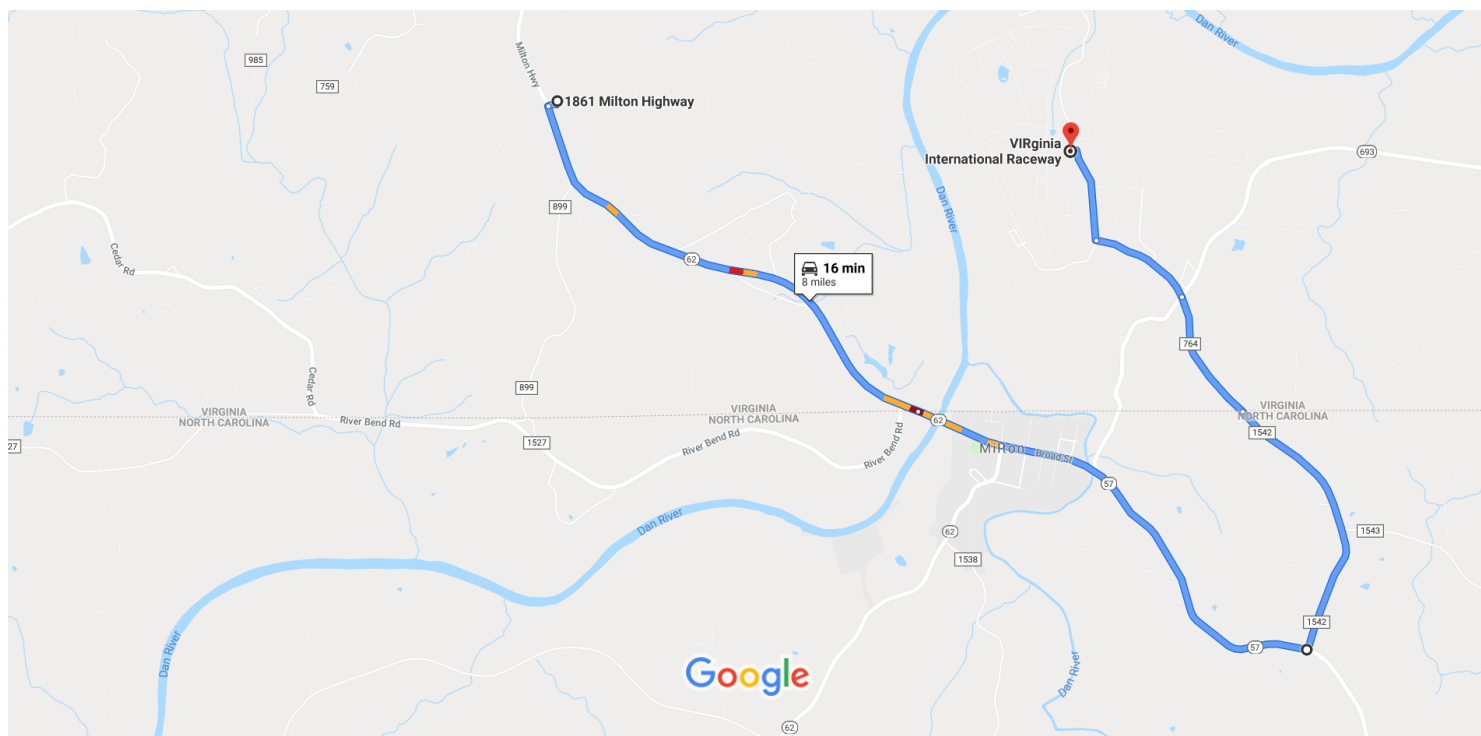 Dan River
Milton Hwy
985
759
1861 Milton Highway
VIRginia
International Raceway
693
899
Dan River
Cedar Rd
62
16 min
8 miles
764
Cedar Rd
899
VIRGINIA
NORTH CAROLINA
VIRGINIA
NORTH CAROLINA
VIRGINIA
NORTH CAROLINA
River Bend Rd
62
1542
27
1527
River Bend Rd
River Bend Rd
Milton
Broad St
57
Dan River
62
1543
1538
1542
Dan River
57
Dan River
Google
62